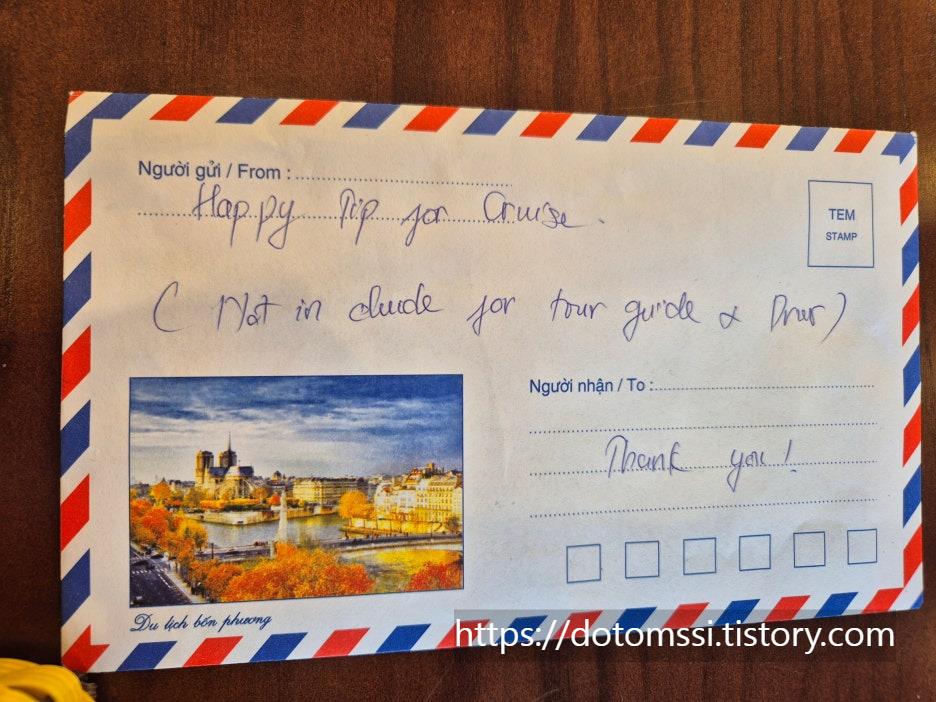 Người gửi / From :
Happy Tip for Cruise.
TEM
STAMP
( Not in clude for tour guide & Driver)
Người nhận / To :
Thank you!
Du lịch bốn phương
https://dotomssi.tistory.com